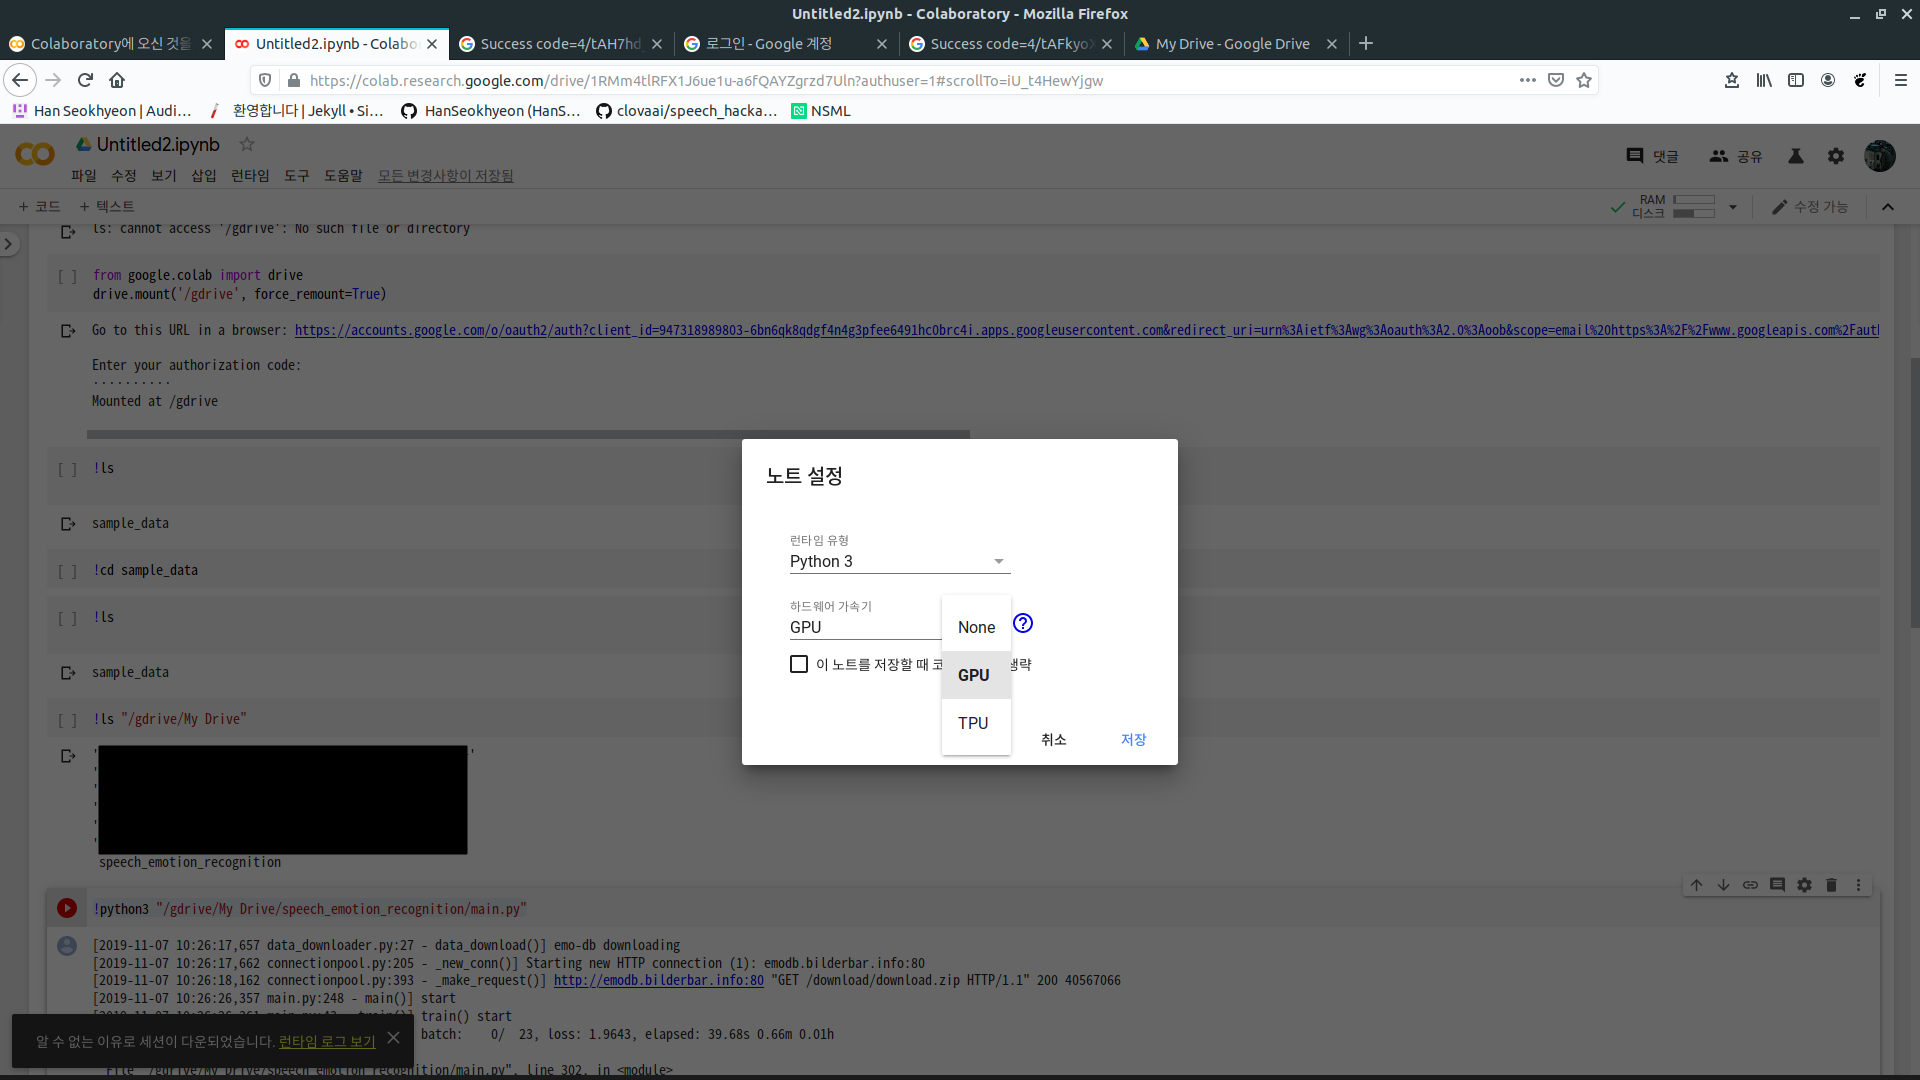 Untitled2.ipynb - Colaboratory - Mozilla Firefox
Colaboratory에 오신 것을
Untitled2.ipynb - Colabo
Success code=4/tAH7hd
로그인 - Google 계정
Success code=4/tAFkyo
My Drive - Google Drive
https://colab.research.google.com/drive/1RMm4tlRFX1J6ue1u-a6fQAYZgrzd7Uln?authuser=1#scrollTo=iU_t4HewYjgw
Han Seokhyeon | Audi…
환영합니다 | Jekyll • Si…
HanSeokhyeon (HanS…
clovaai/speech_hacka…
NSML
Untitled2.ipynb
댓글
공유
파일 수정 보기 삽입 런타임 도구 도움말 모든 변경사항이 저장됨
+ 코드 + 텍스트
RAM
디스크
수정 가능
ls: cannot access '/gdrive': No such file or directory
[ ] from google.colab import drive
drive.mount('/gdrive', force_remount=True)
Go to this URL in a browser: https://accounts.google.com/o/oauth2/auth?client_id=947318989803-6bn6qk8qdgf4n4g3pfee6491hc0brc4i.apps.googleusercontent.com&redirect_uri=urn%3Aietf%3Awg%3Aoauth%3A2.0%3Aoob&scope=email%20https%3A%2F%2Fwww.googleapis.com%2Faut
Enter your authorization code:
··········
Mounted at /gdrive
[ ] !ls
sample_data
[ ] !cd sample_data
[ ] !ls
sample_data
[ ] !ls "/gdrive/My Drive"
speech_emotion_recognition
!python3 "/gdrive/My Drive/speech_emotion_recognition/main.py"
[2019-11-07 10:26:17,657 data_downloader.py:27 - data_download()] emo-db downloading
[2019-11-07 10:26:17,662 connectionpool.py:205 - _new_conn()] Starting new HTTP connection (1): emodb.bilderbar.info:80
[2019-11-07 10:26:18,162 connectionpool.py:393 - _make_request()] http://emodb.bilderbar.info:80 "GET /download/download.zip HTTP/1.1" 200 40567066
[2019-11-07 10:26:26,357 main.py:248 - main()] start
train() start
batch: 0/ 23, loss: 1.9643, elapsed: 39.68s 0.66m 0.01h
File "/gdrive/My Drive/speech_emotion_recognition/main.py", line 302, in <module>
노트 설정
런타임 유형
Python 3
하드웨어 가속기
GPU
None
GPU
TPU
이 노트를 저장할 때 코
생략
취소
저장
알 수 없는 이유로 세션이 다운되었습니다. 런타임 로그 보기